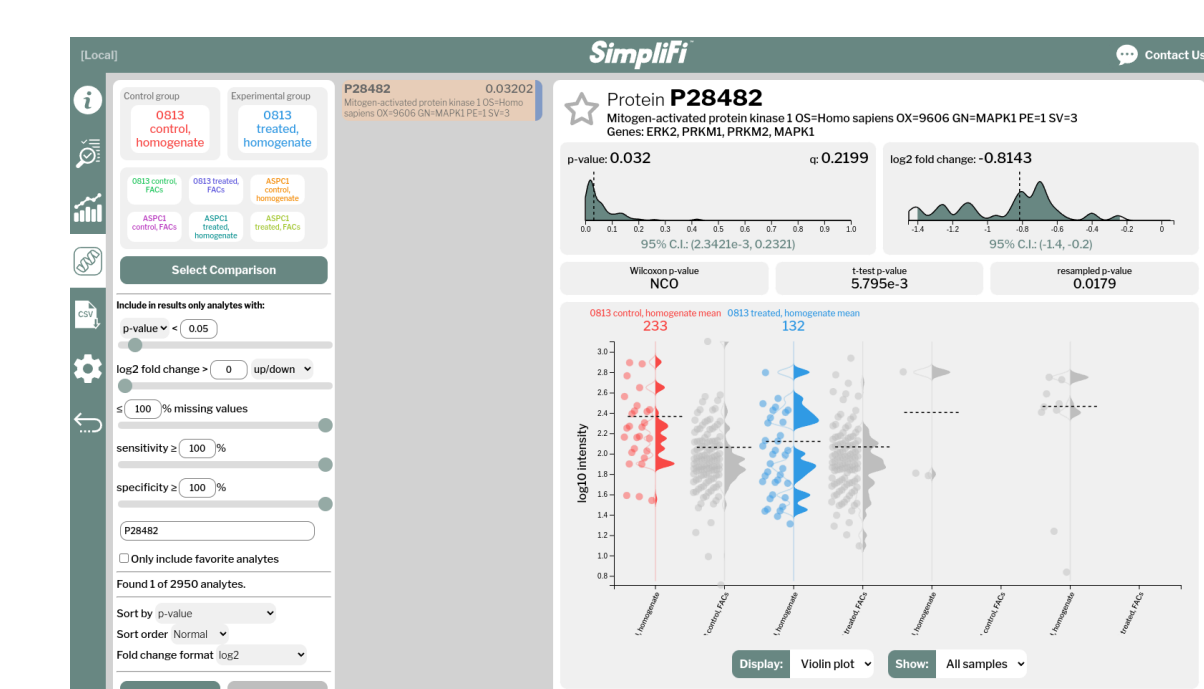 [Local]
SimpliFi
Contact Us
Control group
0813
control,
homogenate
Experimental group
0813
treated,
homogenate
0813 control,
FACs
0813 treated,
FACs
ASPC1
control,
homogenate
ASPC1
control, FACs
ASPC1
treated,
homogenate
ASPC1
treated, FACs
Select Comparison
CSV
Include in results only analytes with:
p-value < 0.05
log2 fold change > 0 up/down
≤ 100 % missing values
sensitivity ≥ 100 %
specificity ≥ 100 %
P28482
Only include favorite analytes
Found 1 of 2950 analytes.
Sort by p-value
Sort order Normal
Fold change format log2
P28482 0.03202
Mitogen-activated protein kinase 1 OS=Homo
sapiens OX=9606 GN=MAPK1 PE=1 SV=3
Protein P28482
Mitogen-activated protein kinase 1 OS=Homo sapiens OX=9606 GN=MAPK1 PE=1 SV=3
Genes: ERK2, PRKM1, PRKM2, MAPK1
p-value: 0.032 q: 0.2199
0.0 0.1 0.2 0.3 0.4 0.5 0.6 0.7 0.8 0.9 1.0
95% C.I.: (2.3421e-3, 0.2321)
log2 fold change: -0.8143
-1.4 -1.2 -1 -0.8 -0.6 -0.4 -0.2 0
95% C.I.: (-1.4, -0.2)
Wilcoxon p-value
NCO
t-test p-value
5.795e-3
resampled p-value
0.0179
0813 control, homogenate mean 0813 treated, homogenate mean
233 132
log10 intensity
3.0
2.8
2.6
2.4
2.2
2.0
1.8
1.6
1.4
1.2
1.0
0.8
, homogenate
control, FACs
, homogenate
treated, FACs
, homogenate
control, FACs
, homogenate
treated, FACs
Display: Violin plot
Show: All samples